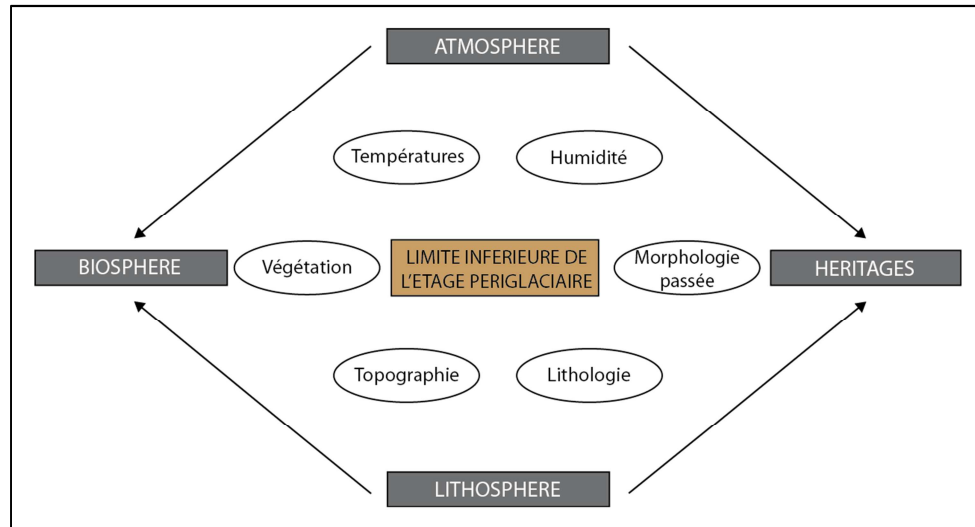 ATMOSPHERE
Températures
Humidité
BIOSPHERE
Végétation
LIMITE INFERIEURE DE
L'ETAGE PERIGLACIAIRE
Morphologie
passée
HERITAGES
Topographie
Lithologie
LITHOSPHERE